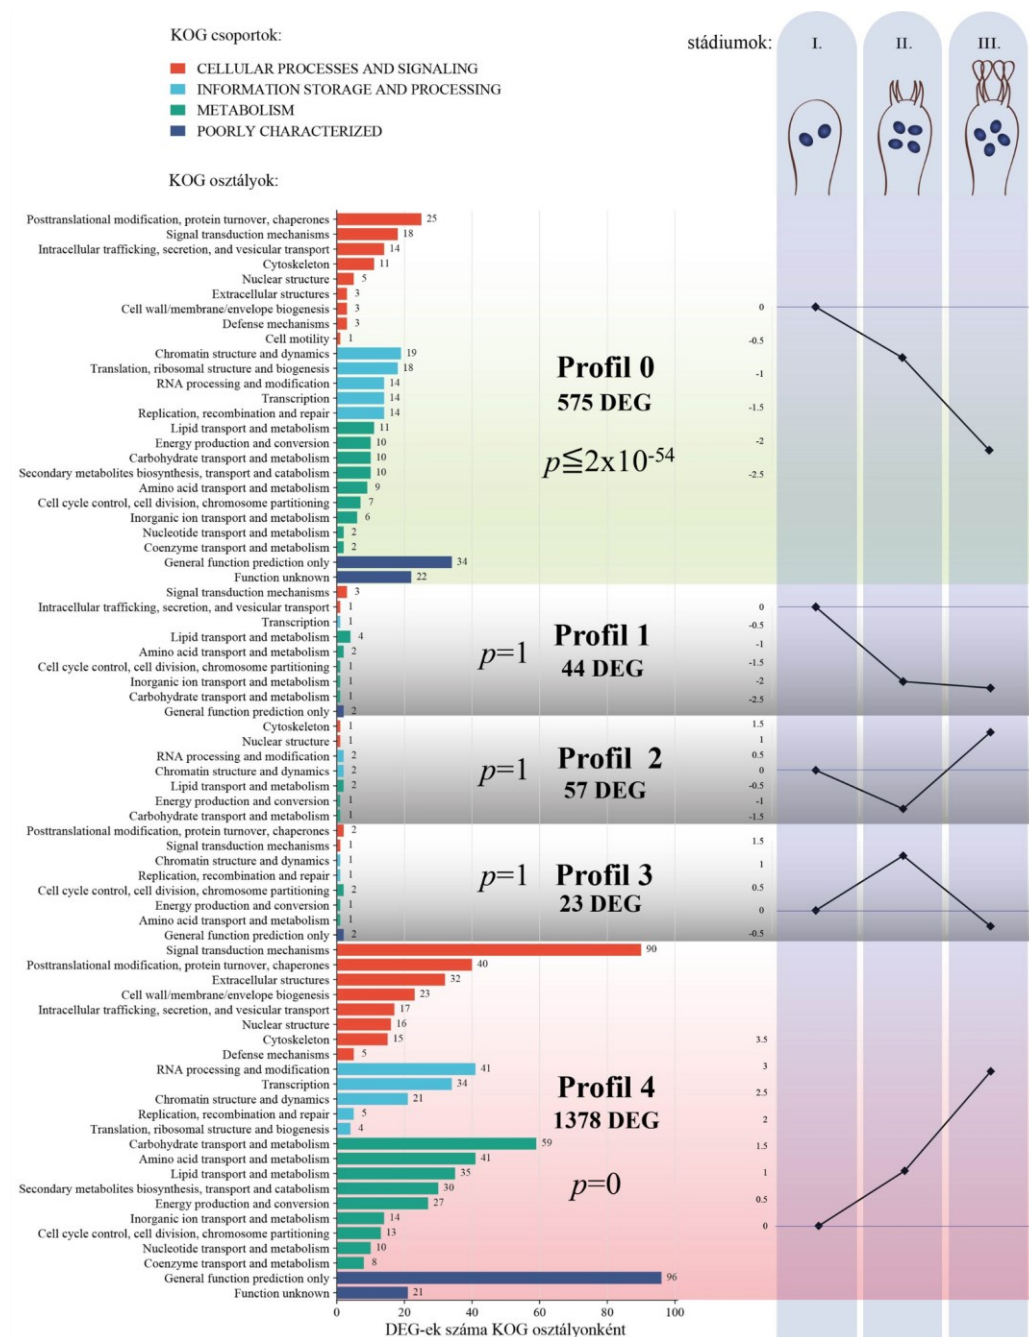 KOG csoportok:
CELLULAR PROCESSES AND SIGNALING
INFORMATION STORAGE AND PROCESSING
METABOLISM
POORLY CHARACTERIZED
stádiumok: I. II. III.
KOG osztályok:
Posttranslational modification, protein turnover, chaperones 25
Signal transduction mechanisms 18
Intracellular trafficking, secretion, and vesicular transport 14
Cytoskeleton 11
Nuclear structure 5
Extracellular structures 3
Cell wall/membrane/envelope biogenesis 3
Defense mechanisms 3
Cell motility 1
Chromatin structure and dynamics 19
Translation, ribosomal structure and biogenesis 18
RNA processing and modification 14
Transcription 14
Replication, recombination and repair 14
Lipid transport and metabolism 11
Energy production and conversion 10
Carbohydrate transport and metabolism 10
Secondary metabolites biosynthesis, transport and catabolism 10
Amino acid transport and metabolism 9
Cell cycle control, cell division, chromosome partitioning 7
Inorganic ion transport and metabolism 6
Nucleotide transport and metabolism 2
Coenzyme transport and metabolism 2
General function prediction only 34
Function unknown 22
Profil 0
575 DEG
p≦2x10-54
0
-0.5
-1
-1.5
-2
-2.5
Signal transduction mechanisms 3
Intracellular trafficking, secretion, and vesicular transport 1
Transcription 1
Lipid transport and metabolism 4
Amino acid transport and metabolism 2
Cell cycle control, cell division, chromosome partitioning 1
Inorganic ion transport and metabolism 1
Carbohydrate transport and metabolism 1
General function prediction only 2
p=1
Profil 1
44 DEG
0
-0.5
-1
-1.5
-2
-2.5
Cytoskeleton 1
Nuclear structure 1
RNA processing and modification 2
Chromatin structure and dynamics 2
Lipid transport and metabolism 2
Energy production and conversion 1
Carbohydrate transport and metabolism 1
p=1
Profil 2
57 DEG
1.5
1
0.5
0
-0.5
-1
-1.5
Posttranslational modification, protein turnover, chaperones 2
Signal transduction mechanisms 1
Chromatin structure and dynamics 1
Replication, recombination and repair 1
Cell cycle control, cell division, chromosome partitioning 2
Energy production and conversion 1
Amino acid transport and metabolism 1
General function prediction only 2
p=1
Profil 3
23 DEG
1.5
1
0.5
0
-0.5
Signal transduction mechanisms 90
Posttranslational modification, protein turnover, chaperones 40
Extracellular structures 32
Cell wall/membrane/envelope biogenesis 23
Intracellular trafficking, secretion, and vesicular transport 17
Nuclear structure 16
Cytoskeleton 15
Defense mechanisms 5
RNA processing and modification 41
Transcription 34
Chromatin structure and dynamics 21
Replication, recombination and repair 5
Translation, ribosomal structure and biogenesis 4
Carbohydrate transport and metabolism 59
Amino acid transport and metabolism 41
Lipid transport and metabolism 35
Secondary metabolites biosynthesis, transport and catabolism 30
Energy production and conversion 27
Inorganic ion transport and metabolism 14
Cell cycle control, cell division, chromosome partitioning 13
Nucleotide transport and metabolism 10
Coenzyme transport and metabolism 8
General function prediction only 96
Function unknown 21
Profil 4
1378 DEG
p=0
3.5
3
2.5
2
1.5
1
0.5
0
0 20 40 60 80 100
DEG-ek száma KOG osztályonként